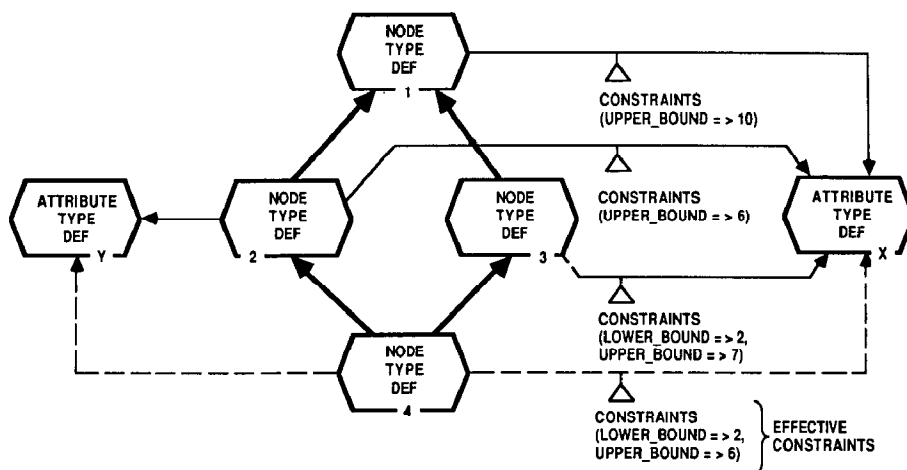 NODE
TYPE
DEF
1
CONSTRAINTS
(UPPER_BOUND = > 10)
ATTRIBUTE
TYPE
DEF
Y
NODE
TYPE
DEF
2
NODE
TYPE
DEF
3
CONSTRAINTS
(UPPER_BOUND = > 6)
ATTRIBUTE
TYPE
DEF
X
CONSTRAINTS
(LOWER_BOUND = > 2,
UPPER_BOUND = > 7)
NODE
TYPE
DEF
4
CONSTRAINTS
(LOWER_BOUND = > 2,
UPPER_BOUND = > 6)
EFFECTIVE
CONSTRAINTS